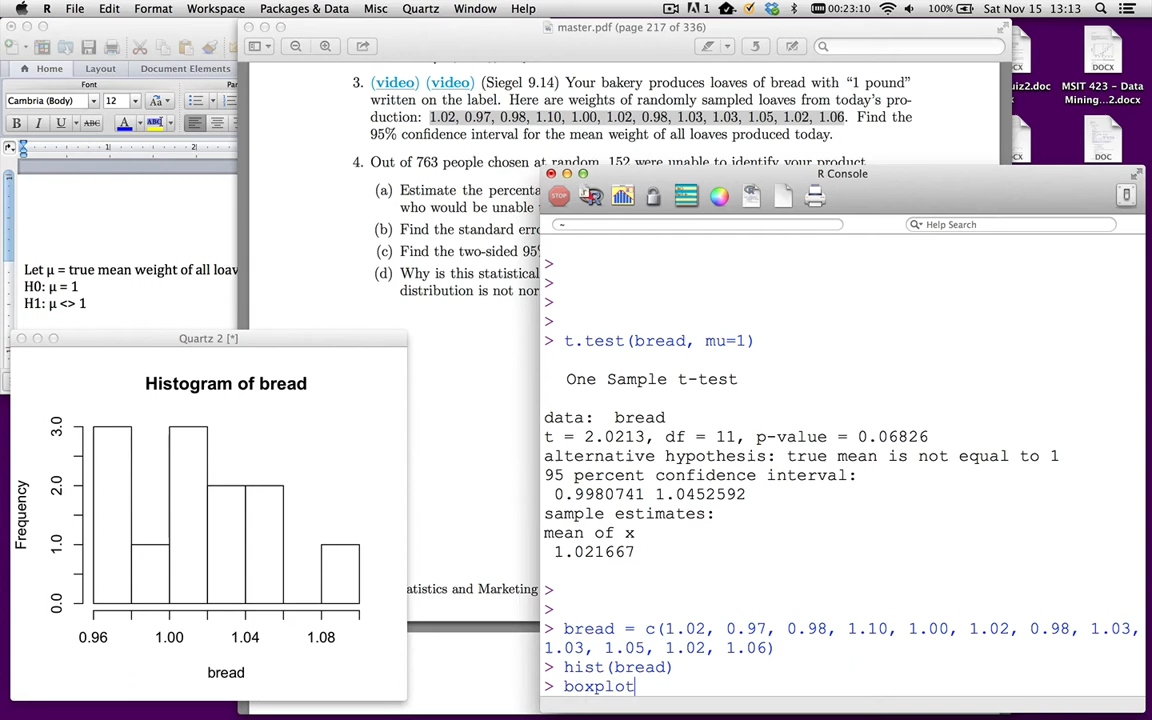 R File Edit Format Workspace Packages & Data Misc Quartz Window Help 1 00:23:10 100% Sat Nov 15 13:13
master.pdf (page 217 of 336)
Home Layout Document Elements
Font
Cambria (Body) 12 Aa
B I U ABC A ABC
1 2
Let μ = true mean weight of all loav
H0: μ = 1
H1: μ <> 1
3. (video) (video) (Siegel 9.14) Your bakery produces loaves of bread with “1 pound”
written on the label. Here are weights of randomly sampled loaves from today’s pro-
duction: 1.02, 0.97, 0.98, 1.10, 1.00, 1.02, 0.98, 1.03, 1.03, 1.05, 1.02, 1.06. Find the
95% confidence interval for the mean weight of all loaves produced today.
4. Out of 763 people chosen at random, 152 were unable to identify your product.
(a) Estimate the percenta
who would be unable
(b) Find the standard erro
(c) Find the two-sided 95%
(d) Why is this statistical
distribution is not nor
atistics and Marketing
uiz2.doc
x
DOCX
MSIT 423 - Data
Mining...2.docx
DOC
Quartz 2 [*]
Histogram of bread
Frequency
3.0
2.0
1.0
0.0
0.96 1.00 1.04 1.08
bread
R Console
STOP
~
Help Search
>
>
>
>
> t.test(bread, mu=1)
One Sample t-test
data: bread
t = 2.0213, df = 11, p-value = 0.06826
alternative hypothesis: true mean is not equal to 1
95 percent confidence interval:
0.9980741 1.0452592
sample estimates:
mean of x
1.021667
>
>
> bread = c(1.02, 0.97, 0.98, 1.10, 1.00, 1.02, 0.98, 1.03,
1.03, 1.05, 1.02, 1.06)
> hist(bread)
> boxplot